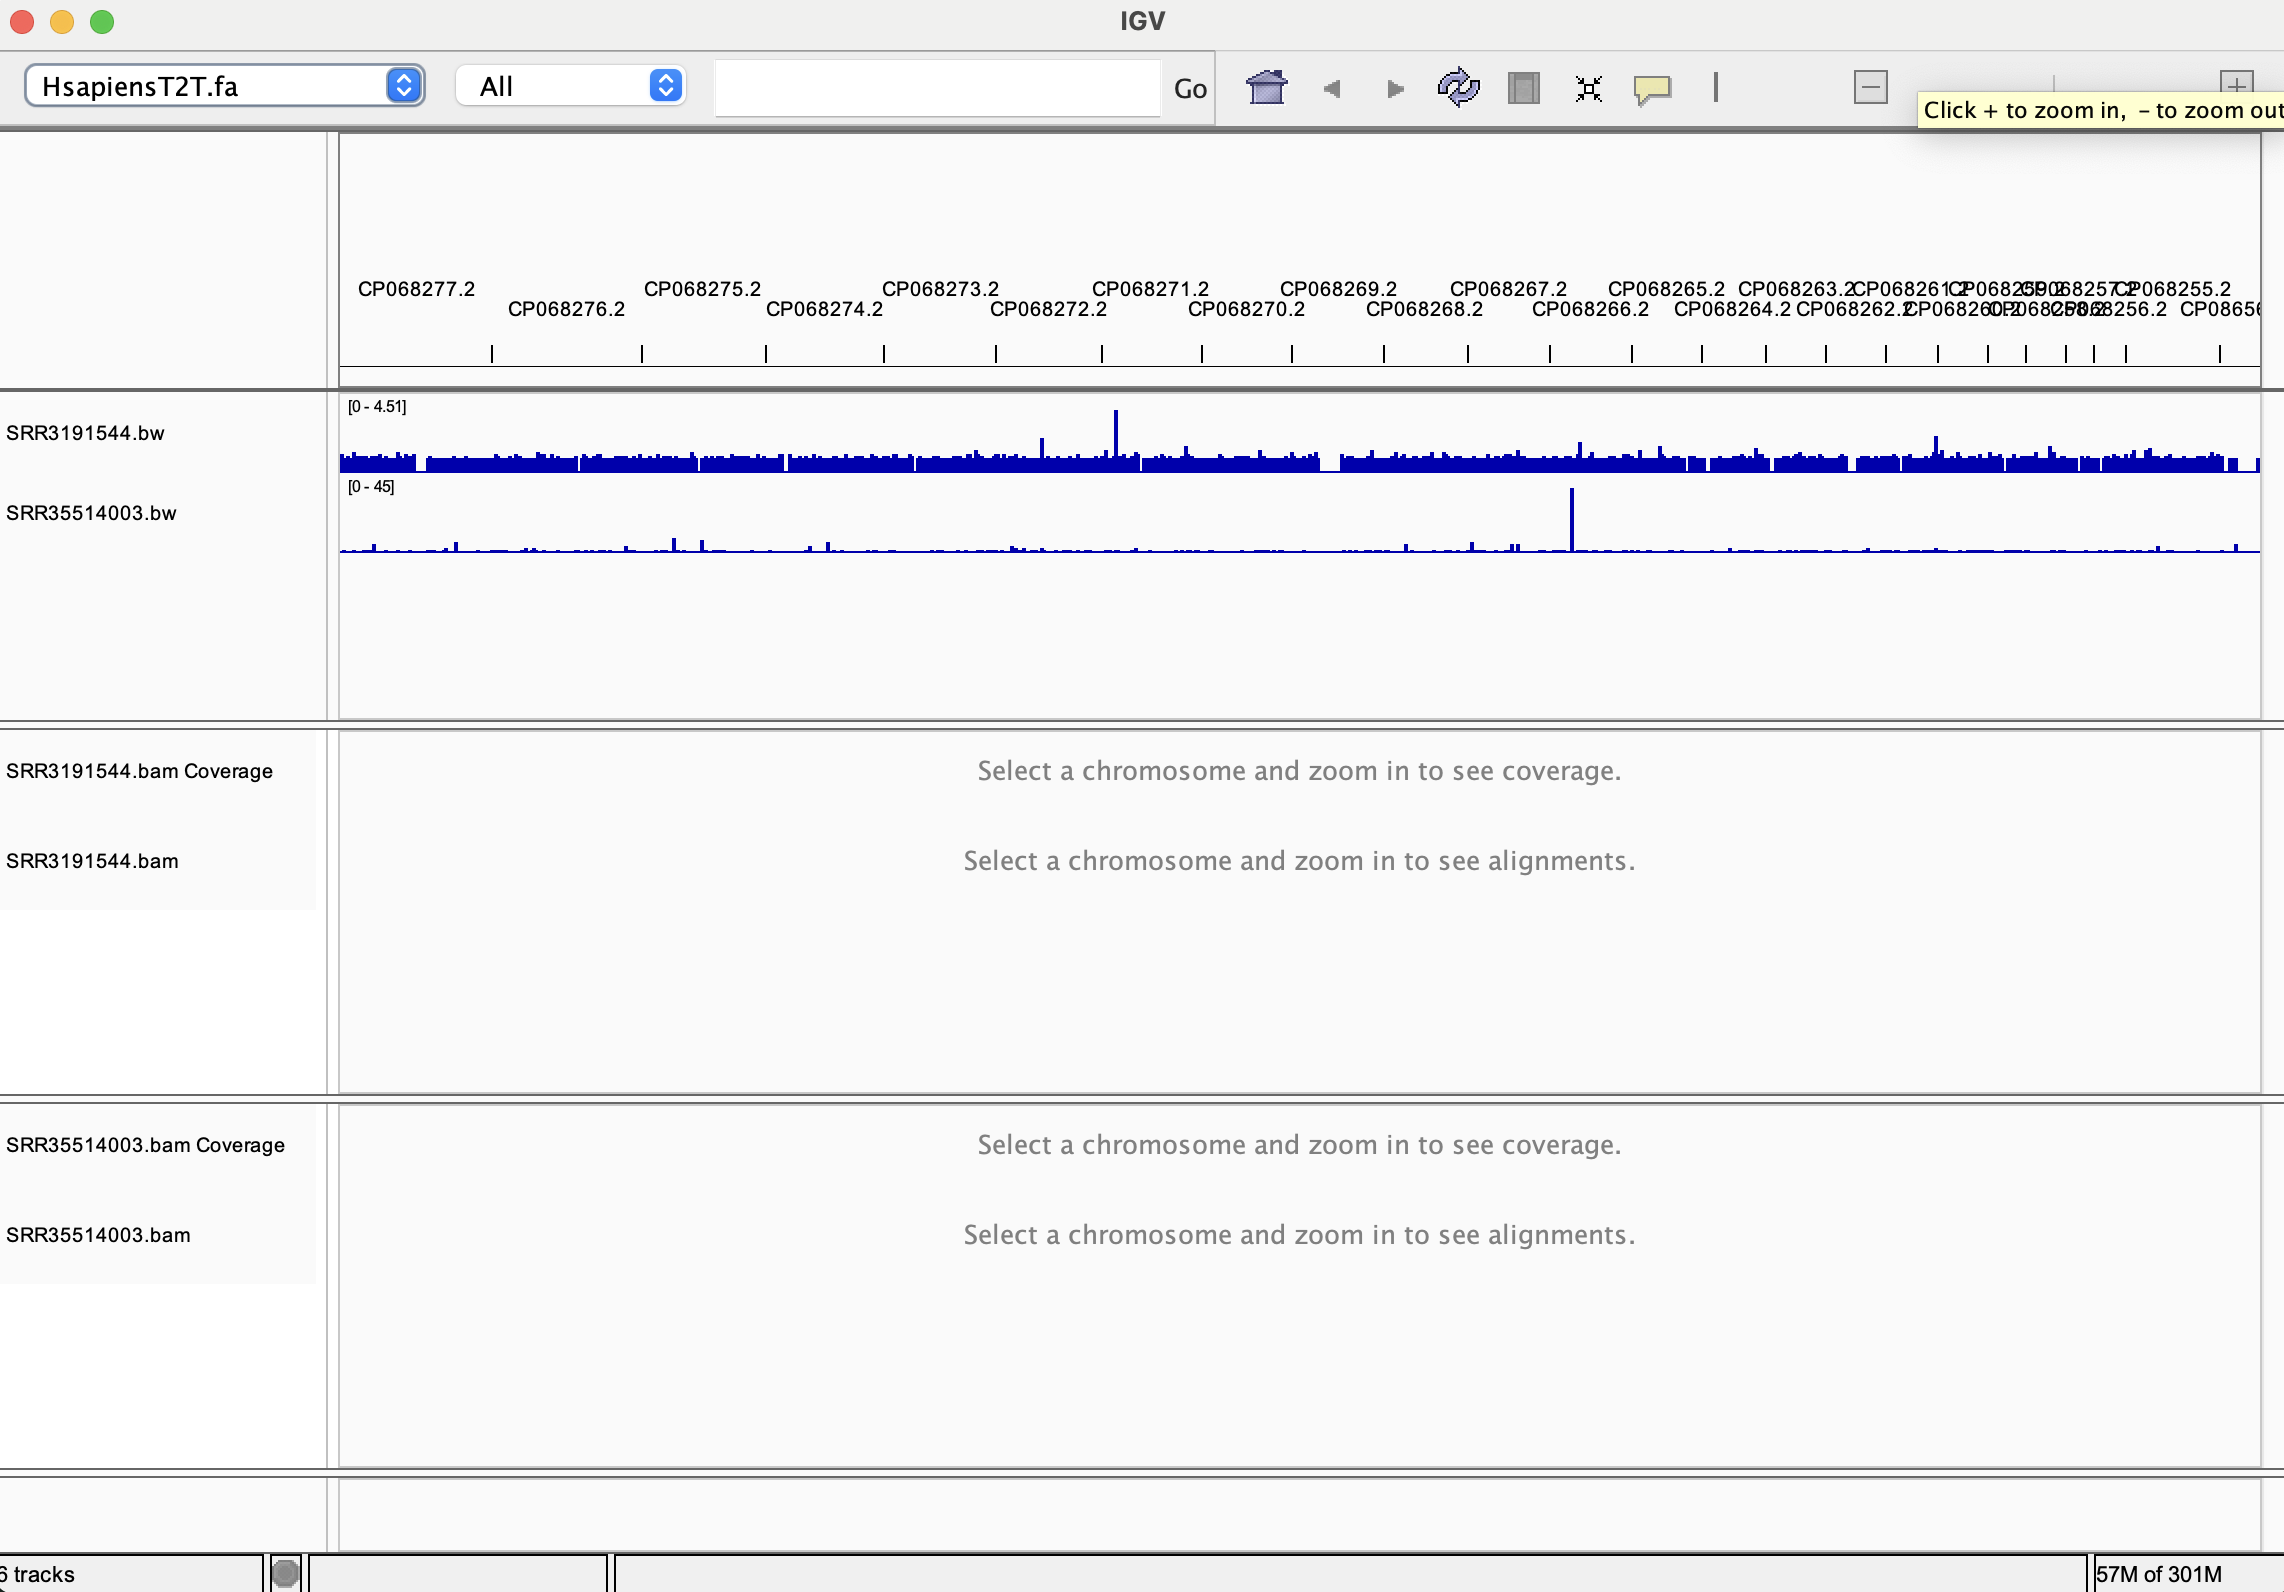 IGV
HsapiensT2T.fa All Go
Click + to zoom in, - to zoom out
CP068277.2 CP068275.2 CP068273.2 CP068271.2 CP068269.2 CP068267.2 CP068265.2 CP068263.2 CP068261.2 CP068259.2 CP068257.2 CP068255.2
CP068276.2 CP068274.2 CP068272.2 CP068270.2 CP068268.2 CP068266.2 CP068264.2 CP068262.2 CP068260.2 CP068258.2 CP068256.2 CP08656
[0 - 4.51]
SRR3191544.bw
[0 - 45]
SRR35514003.bw
SRR3191544.bam Coverage
Select a chromosome and zoom in to see coverage.
SRR3191544.bam
Select a chromosome and zoom in to see alignments.
SRR35514003.bam Coverage
Select a chromosome and zoom in to see coverage.
SRR35514003.bam
Select a chromosome and zoom in to see alignments.
6 tracks
57M of 301M